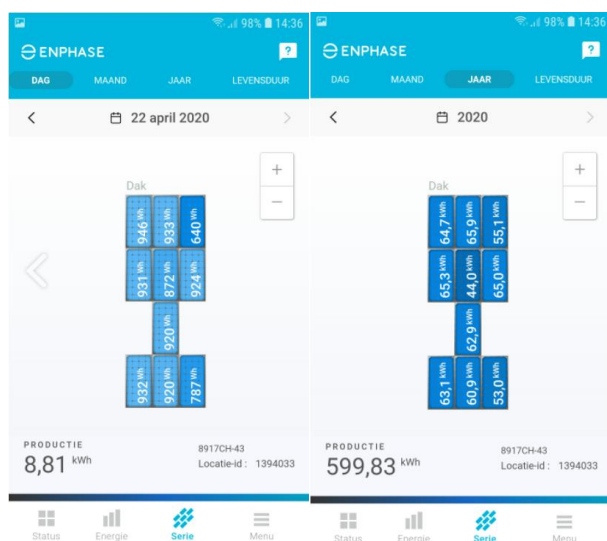 98% 14:36
ENPHASE ?
DAG MAAND JAAR LEVENSDUUR
22 april 2020
Dak
946 Wh 933 Wh 640 Wh
931 Wh 872 Wh 924 Wh
920 Wh
932 Wh 920 Wh 787 Wh
PRODUCTIE
8,81 kWh
8917CH-43
Locatie-id : 1394033
Status Energie Serie Menu
98% 14:36
ENPHASE ?
DAG MAAND JAAR LEVENSDUUR
2020
Dak
64,7 kWh 65,9 kWh 55,1 kWh
65,3 kWh 44,0 kWh 65,0 kWh
62,9 kWh
63,1 kWh 60,9 kWh 53,0 kWh
PRODUCTIE
599,83 kWh
8917CH-43
Locatie-id : 1394033
Status Energie Serie Menu